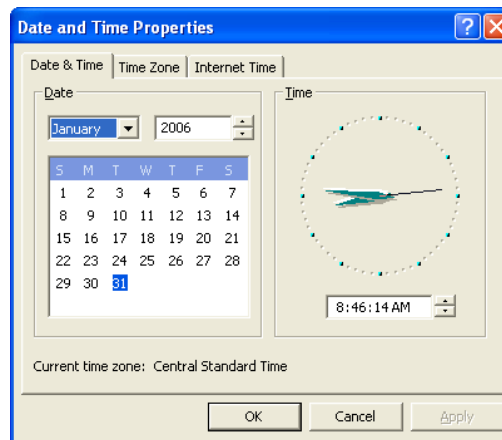 Date and Time Properties
Date & Time Time Zone Internet Time
Date
January 2006
S M T W T F S
1 2 3 4 5 6 7
8 9 10 11 12 13 14
15 16 17 18 19 20 21
22 23 24 25 26 27 28
29 30 31
Time
8:46:14 AM
Current time zone: Central Standard Time
OK Cancel Apply